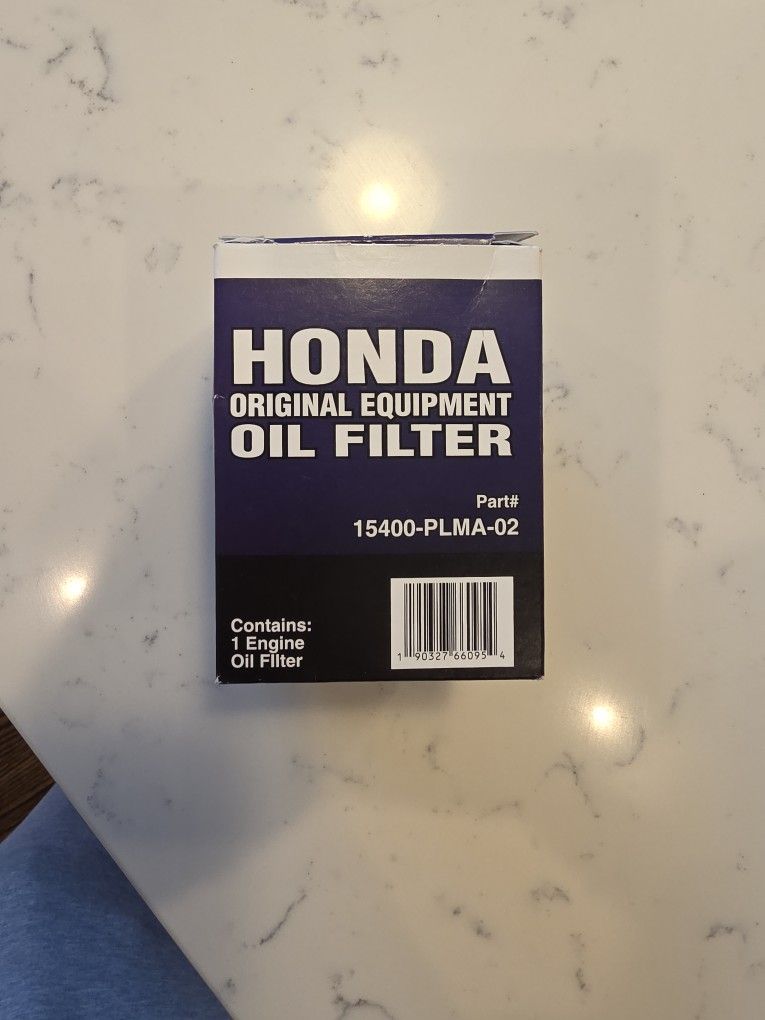 HONDA
ORIGINAL EQUIPMENT
OIL FILTER
Part#
15400-PLMA-02
Contains:
1 Engine
Oil FIlter
1 90327 66095 4